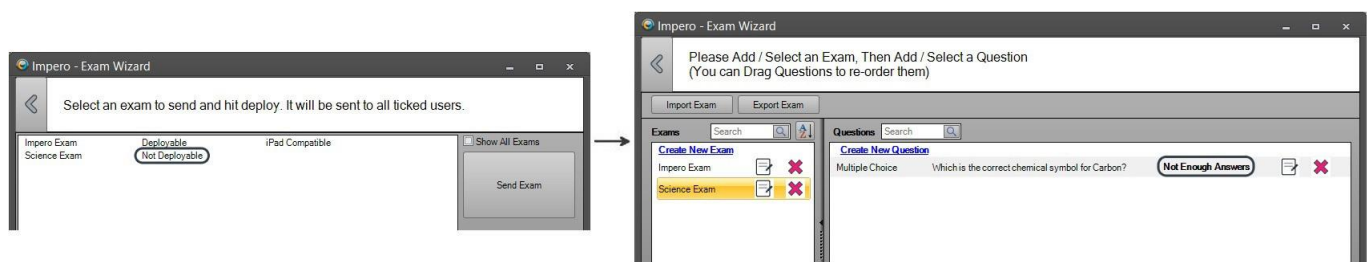 Impero - Exam Wizard
Select an exam to send and hit deploy. It will be sent to all ticked users.
Impero Exam Deployable iPad Compatible
Science Exam Not Deployable
Show All Exams
Send Exam
Impero - Exam Wizard
Please Add / Select an Exam, Then Add / Select a Question
(You can Drag Questions to re-order them)
Import Exam Export Exam
Exams Search Questions Search
Create New Exam Create New Question
Impero Exam Multiple Choice Which is the correct chemical symbol for Carbon? Not Enough Answers
Science Exam